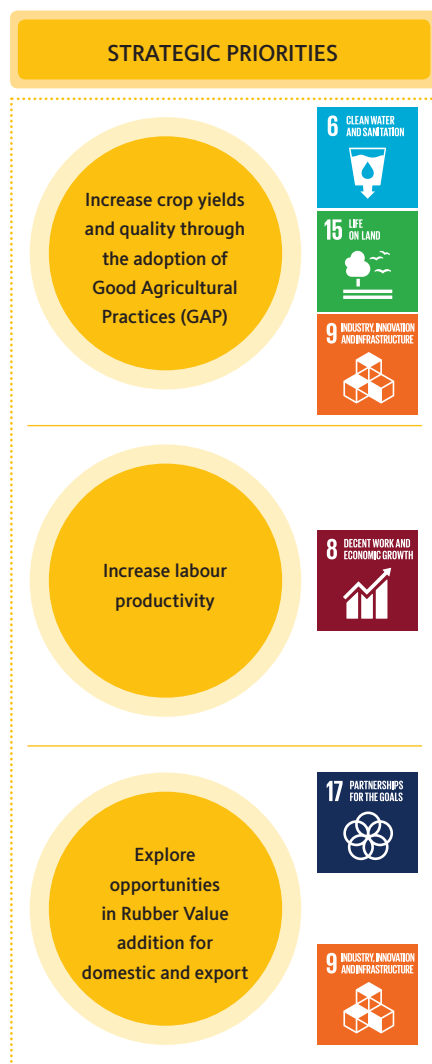 STRATEGIC PRIORITIES
Increase crop yields
and quality through
the adoption of
Good Agricultural
Practices (GAP)
6 CLEAN WATER
AND SANITATION
15 LIFE
ON LAND
9 INDUSTRY, INNOVATION
AND INFRASTRUCTURE
Increase labour
productivity
8 DECENT WORK AND
ECONOMIC GROWTH
Explore
opportunities
in Rubber Value
addition for
domestic and export
17 PARTNERSHIPS
FOR THE GOALS
9 INDUSTRY, INNOVATION
AND INFRASTRUCTURE